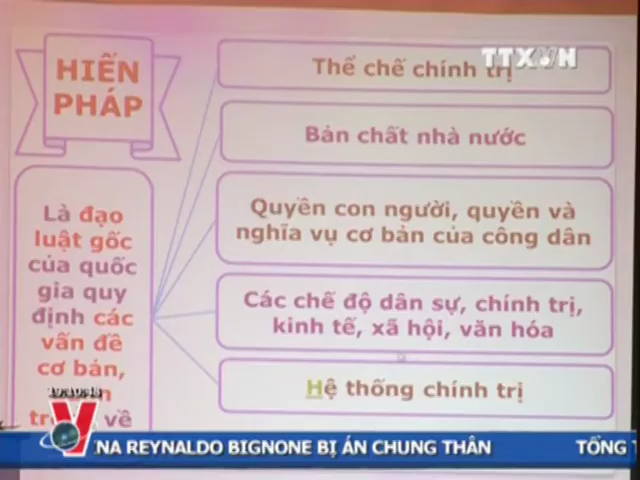 HIẾN
PHÁP
Thể chế chính trị
TTXVN
Bản chất nhà nước
Quyền con người, quyền và
nghĩa vụ cơ bản của công dân
Các chế độ dân sự, chính trị,
kinh tế, xã hội, văn hóa
Hệ thống chính trị
Là đạo
luật gốc
của quốc
gia quy
định các
vấn đề
cơ bản,
về
NA REYNALDO BIGNONE BỊ ÁN CHUNG THÂN
TỔNG